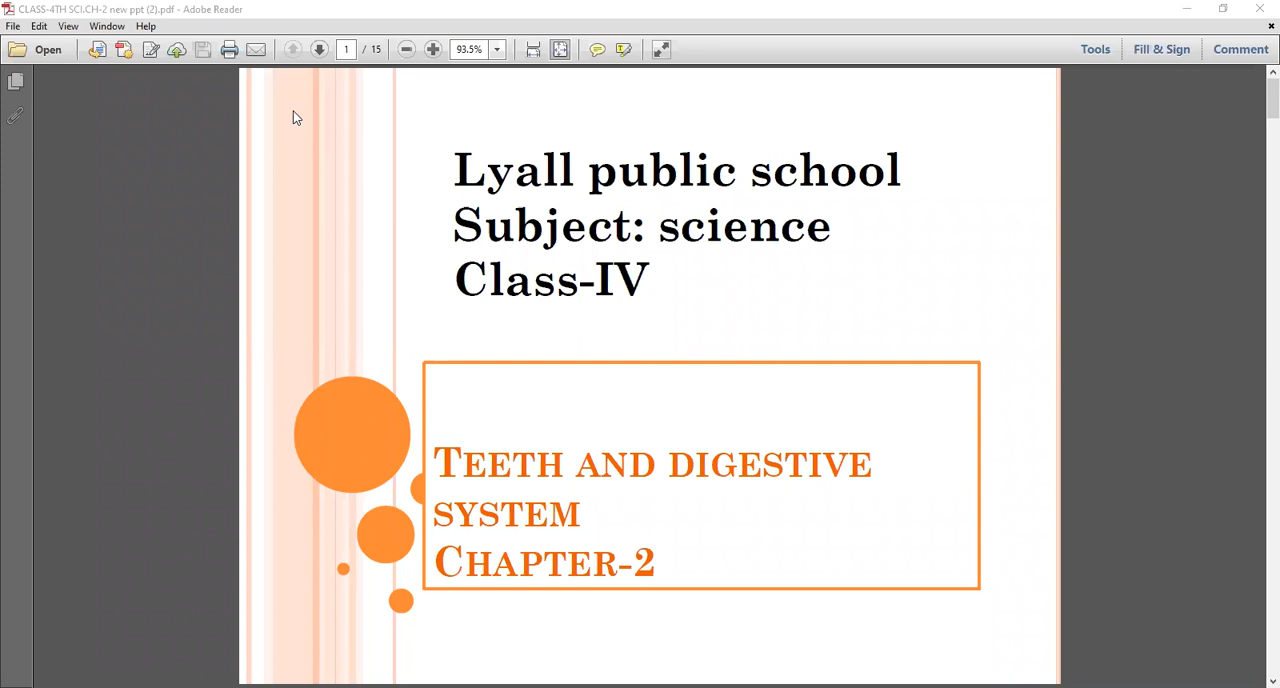 CLASS-4TH SCI.CH-2 new ppt (2).pdf - Adobe Reader
File Edit View Window Help
Open 1 / 15 93.5% Tools Fill & Sign Comment
Lyall public school
Subject: science
Class-IV
TEETH AND DIGESTIVE
SYSTEM
CHAPTER-2